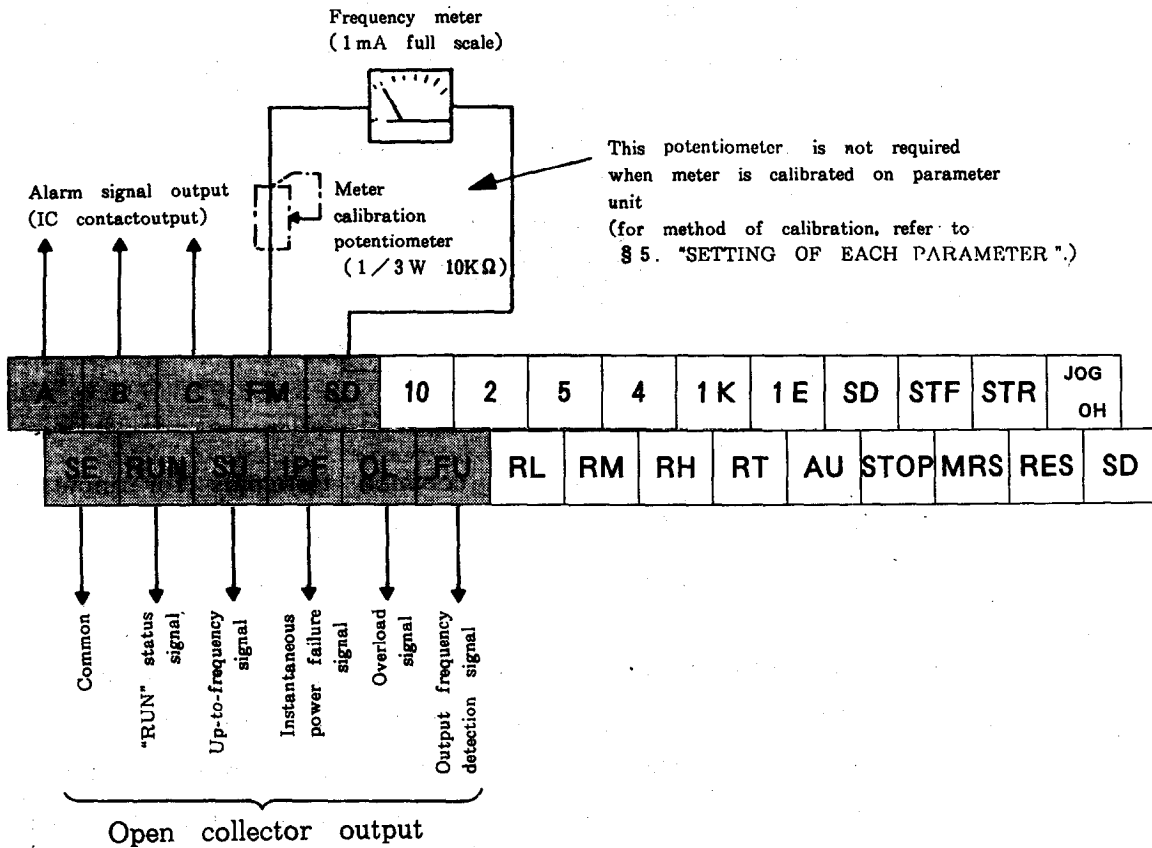 Frequency meter
(1mA full scale)
This potentiometer is not required
when meter is calibrated on parameter
unit
(for method of calibration, refer to
§5. "SETTING OF EACH PARAMETER".)
Alarm signal output
(IC contactoutput)
Meter
calibration
potentiometer
(1/3W 10KΩ)
A B C FM SD 10 2 5 4 1K 1E SD STF STR JOG OH
SE RUN SU IPF OL FU RL RM RH RT AU STOP MRS RES SD
Common
"RUN" status
signal,
Up-to-frequency
signal
Instantaneous
power failure
signal
Overload
signal
Output frequency
detection signal
Open collector output